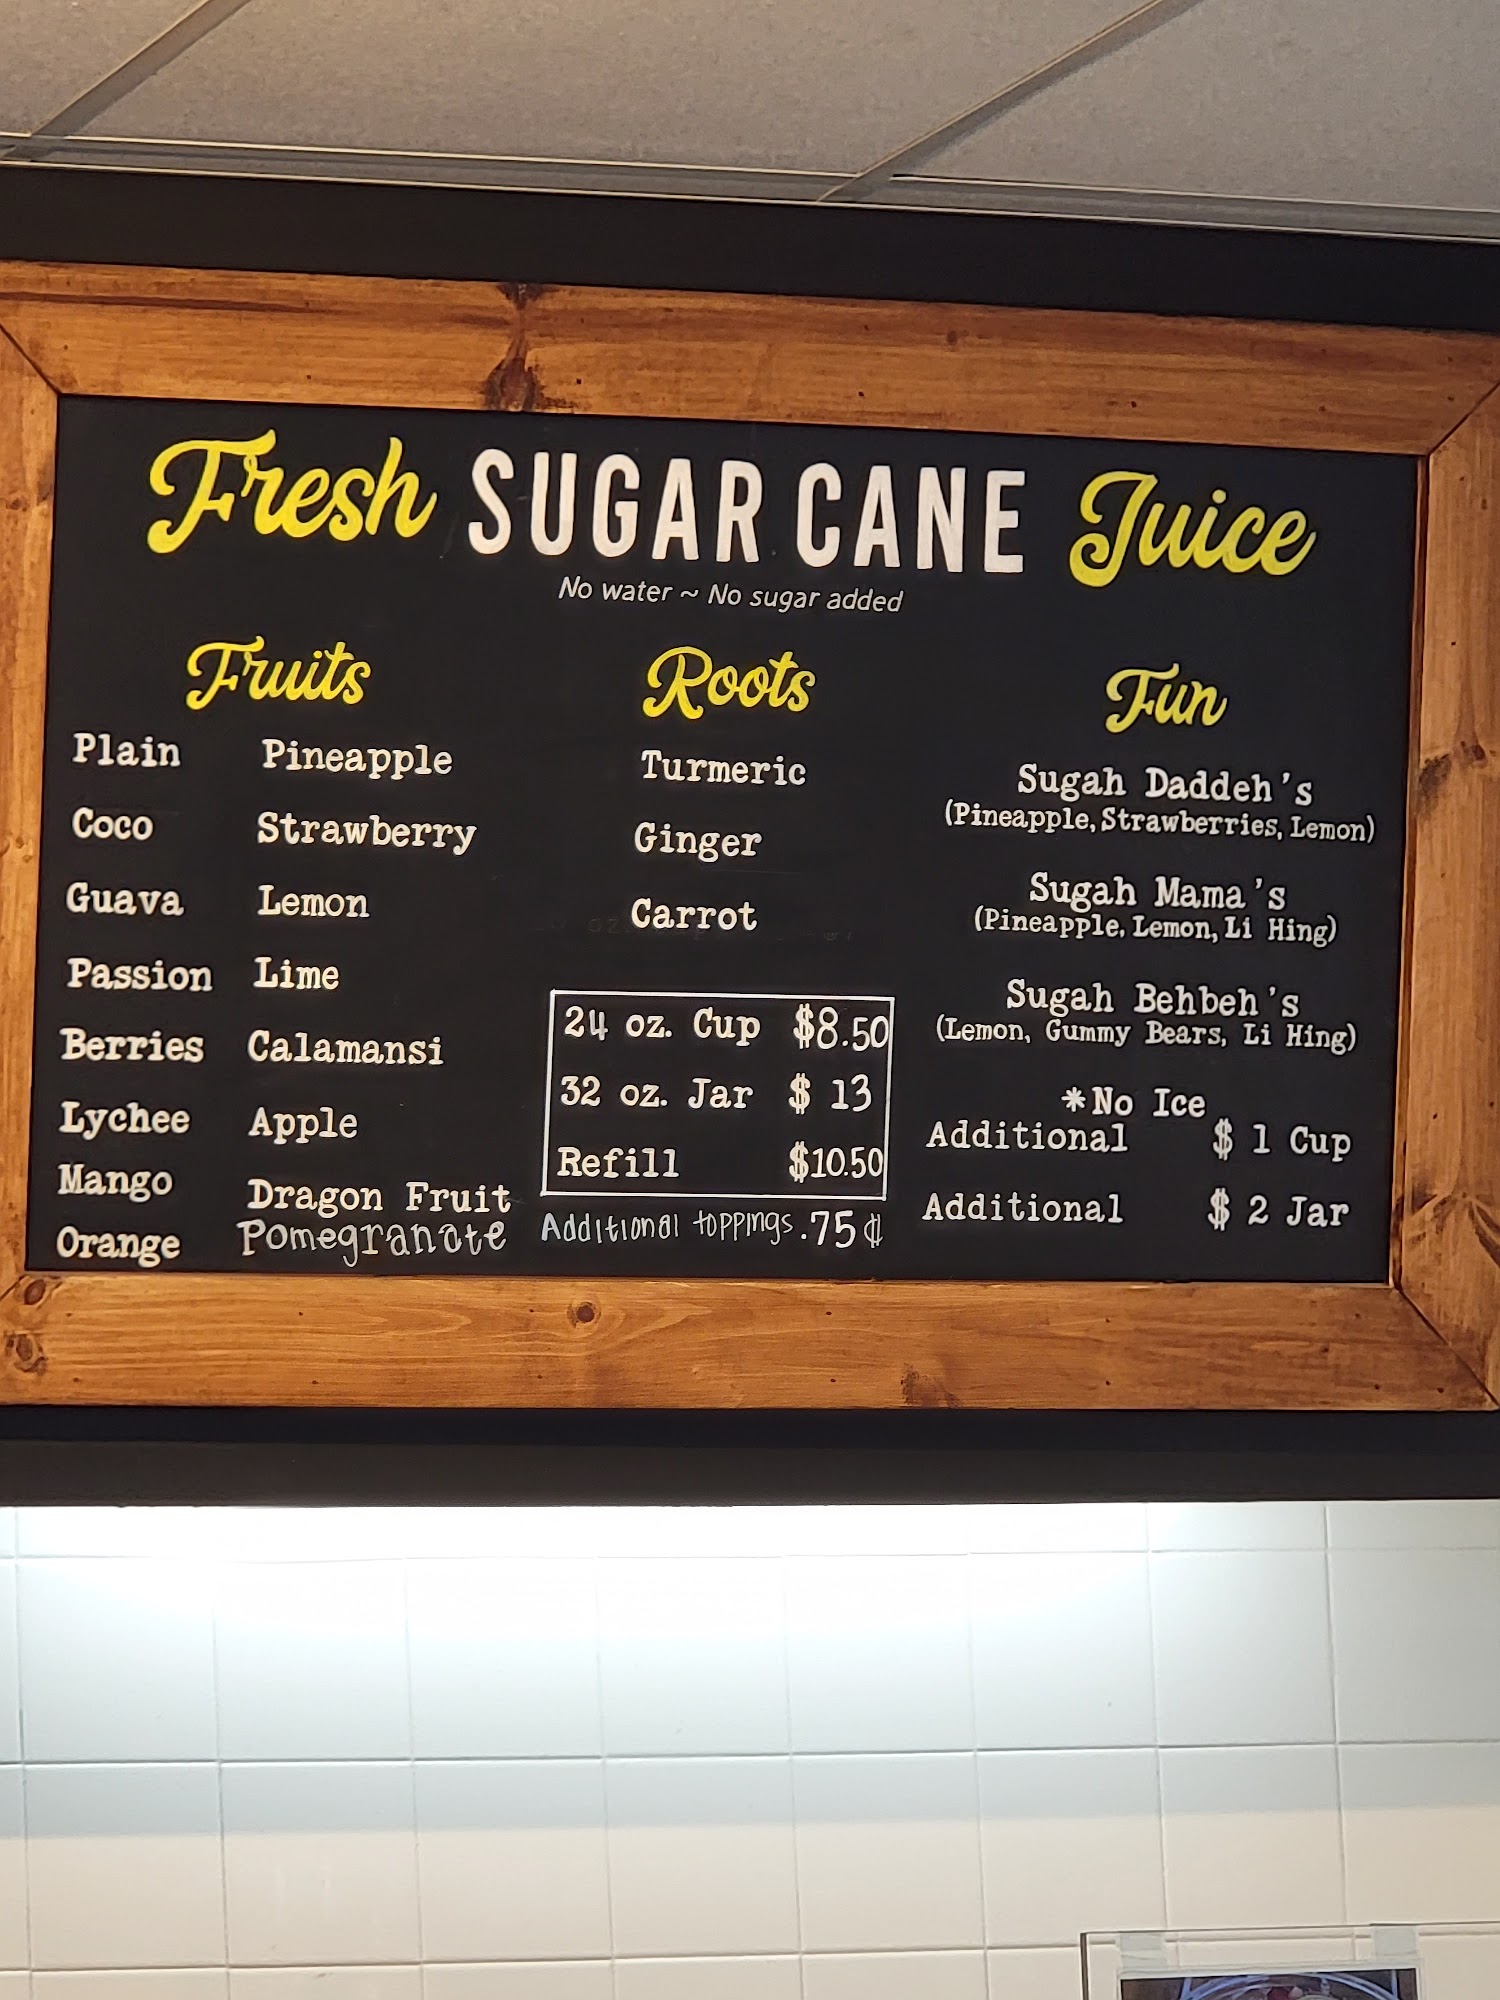 Fresh SUGAR CANE Juice
No water ~ No sugar added
Fruits
Plain Pineapple
Coco Strawberry
Guava Lemon
Passion Lime
Berries Calamansi
Lychee Apple
Mango Dragon Fruit
Orange Pomegranate
Roots
Turmeric
Ginger
Carrot
24 oz. Cup $8.50
32 oz. Jar $ 13
Refill $10.50
Additional toppings .75¢
Fun
Sugah Daddeh's
(Pineapple, Strawberries, Lemon)
Sugah Mama's
(Pineapple, Lemon, Li Hing)
Sugah Behbeh's
(Lemon, Gummy Bears, Li Hing)
*No Ice
Additional $ 1 Cup
Additional $ 2 Jar